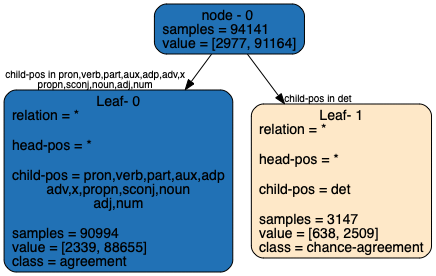 node - 0
samples = 94141
value = [2977, 91164]
child-pos in pron,verb,part,aux,adp,adv,x
propn,sconj,noun,adj,num
child-pos in det
Leaf- 0
relation = *
head-pos = *
child-pos = pron,verb,part,aux,adp
adv,x,propn,sconj,noun
adj,num
samples = 90994
value = [2339, 88655]
class = agreement
Leaf- 1
relation = *
head-pos = *
child-pos = det
samples = 3147
value = [638, 2509]
class = chance-agreement